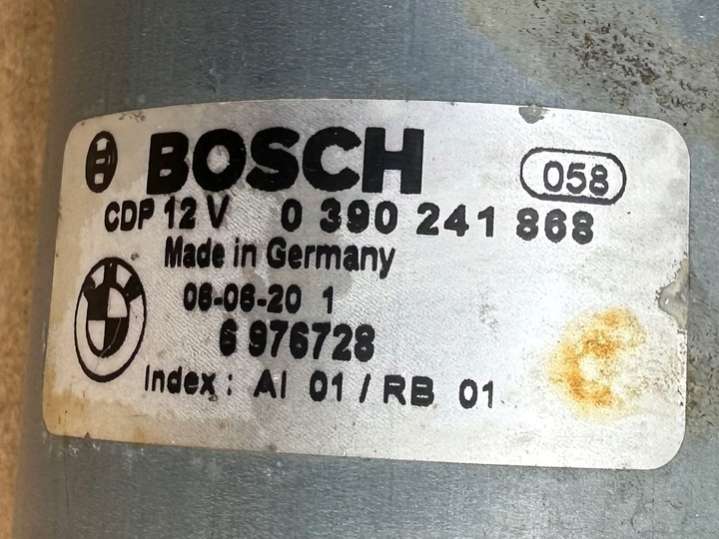 BOSCH 058
CDP 12 V 0 390 241 868
Made in Germany
06-06-20 1
6 976728
Index: AI 01 / RB 01